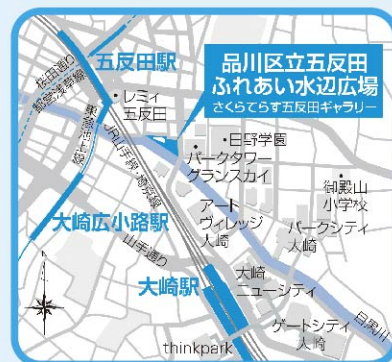 品川区立五反田
ふれあい水辺広場
さくらてらす五反田ギャラリー
五反田駅
桜田通り
都営浅草線
東急池上線
レミィ
五反田
JR山手線・埼京線
日野学園
パークタワー
グランスカイ
御殿山
小学校
アート
ヴィレッジ
大崎
パークシティ
大崎
大崎広小路駅
山手通り
大崎駅
大崎
ニューシティ
目黒川
ゲートシティ
大崎
thinkpark